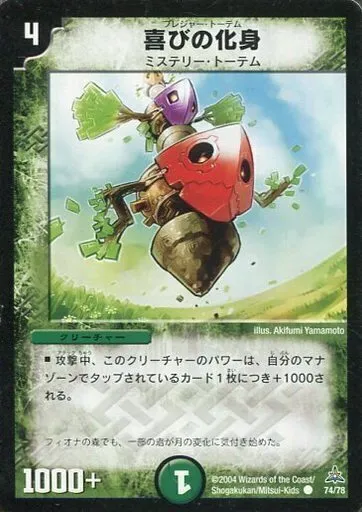 4
プレジャー・トーテム
喜びの化身
ミステリー・トーテム
illus. Akifumi Yamamoto
クリーチャー
■ 攻撃中、このクリーチャーのパワーは、自分のマナ
ゾーンでタップされているカード1枚につき+1000さ
れる。
フィオナの森でも、一部の者が月の変化に気付き始めた。
1000+
1
©2004 Wizards of the Coast/
Shogakukan/Mitsui-Kids
74/78